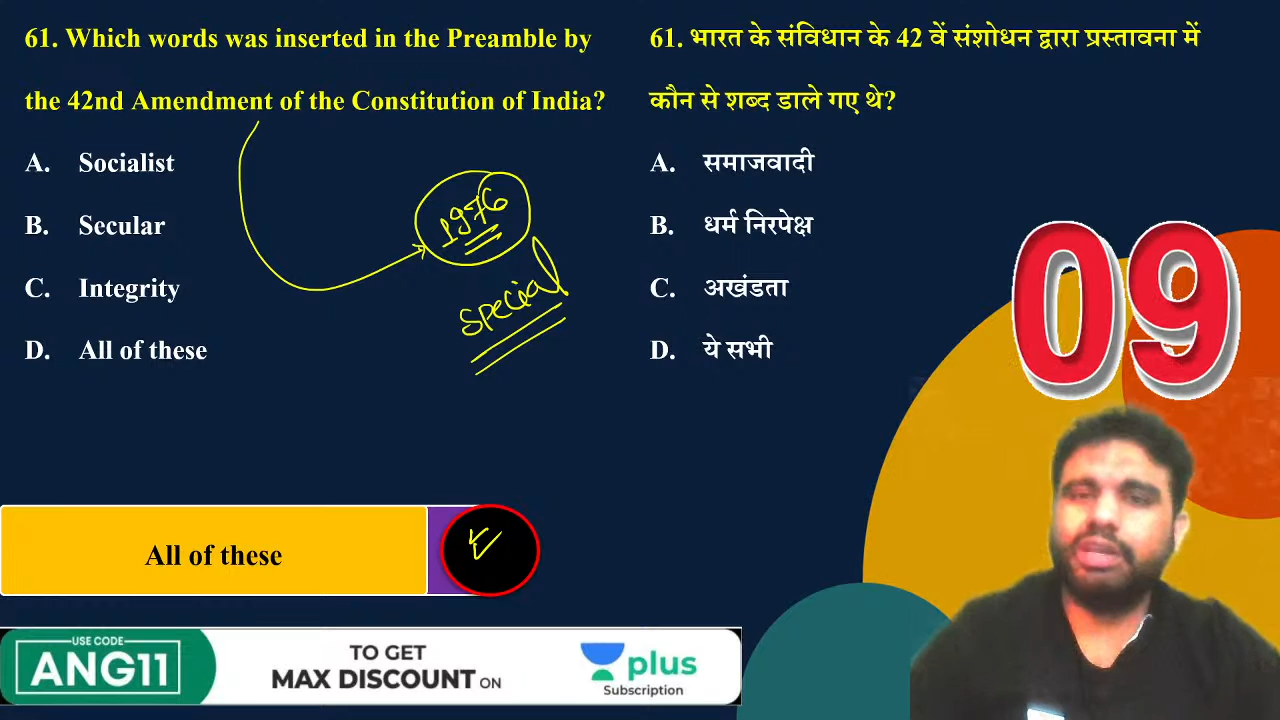 61. Which words was inserted in the Preamble by
the 42nd Amendment of the Constitution of India?
A. Socialist
B. Secular
C. Integrity
D. All of these
1976
special
61. भारत के संविधान के 42 वें संशोधन द्वारा प्रस्तावना में
कौन से शब्द डाले गए थे?
A. समाजवादी
B. धर्म निरपेक्ष
C. अखंडता
D. ये सभी
09
All of these
USE CODE
ANG11
TO GET
MAX DISCOUNT ON
plus
Subscription